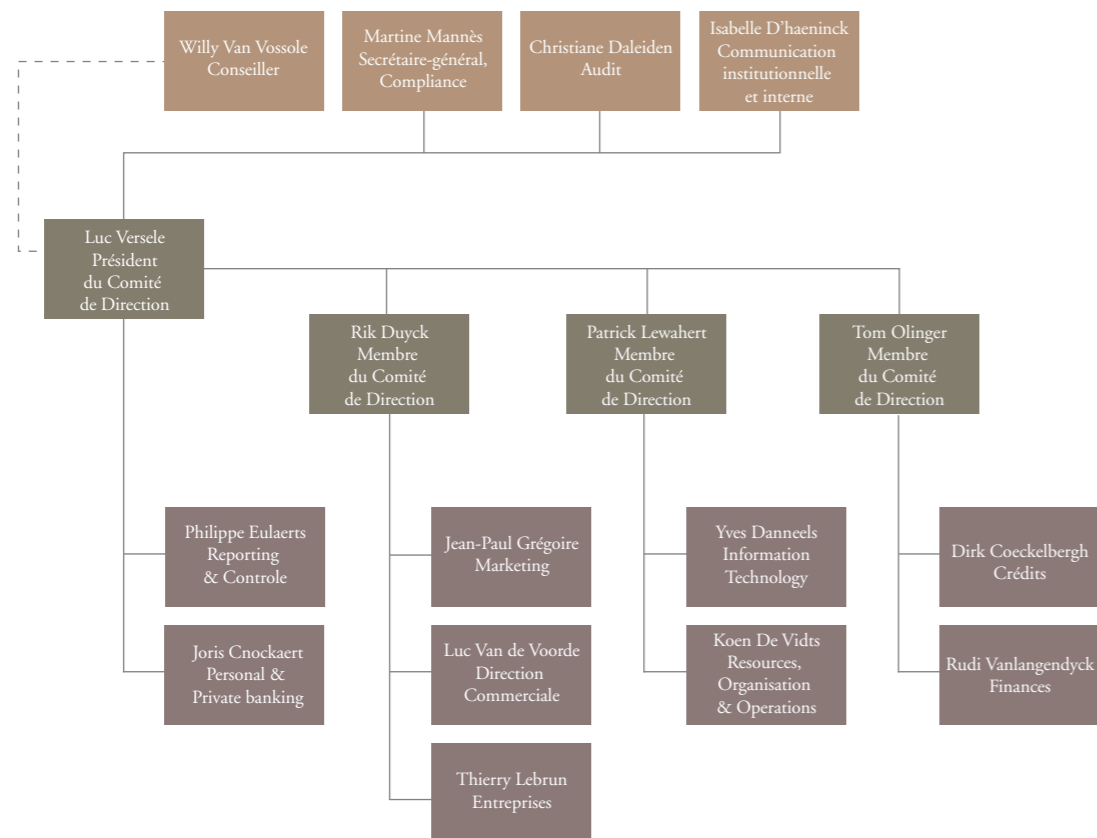 Willy Van Vossole
Conseiller
Martine Mannès
Secrétaire-général,
Compliance
Christiane Daleiden
Audit
Isabelle D'haeninck
Communication
institutionnelle
et interne
Luc Versele
Président
du Comité
de Direction
Rik Duyck
Membre
du Comité
de Direction
Patrick Lewahert
Membre
du Comité
de Direction
Tom Olinger
Membre
du Comité
de Direction
Philippe Eulaerts
Reporting
& Controle
Jean-Paul Grégoire
Marketing
Yves Danneels
Information
Technology
Dirk Coeckelbergh
Crédits
Joris Cnockaert
Personal &
Private banking
Luc Van de Voorde
Direction
Commerciale
Koen De Vidts
Resources,
Organisation
& Operations
Rudi Vanlangendyck
Finances
Thierry Lebrun
Entreprises